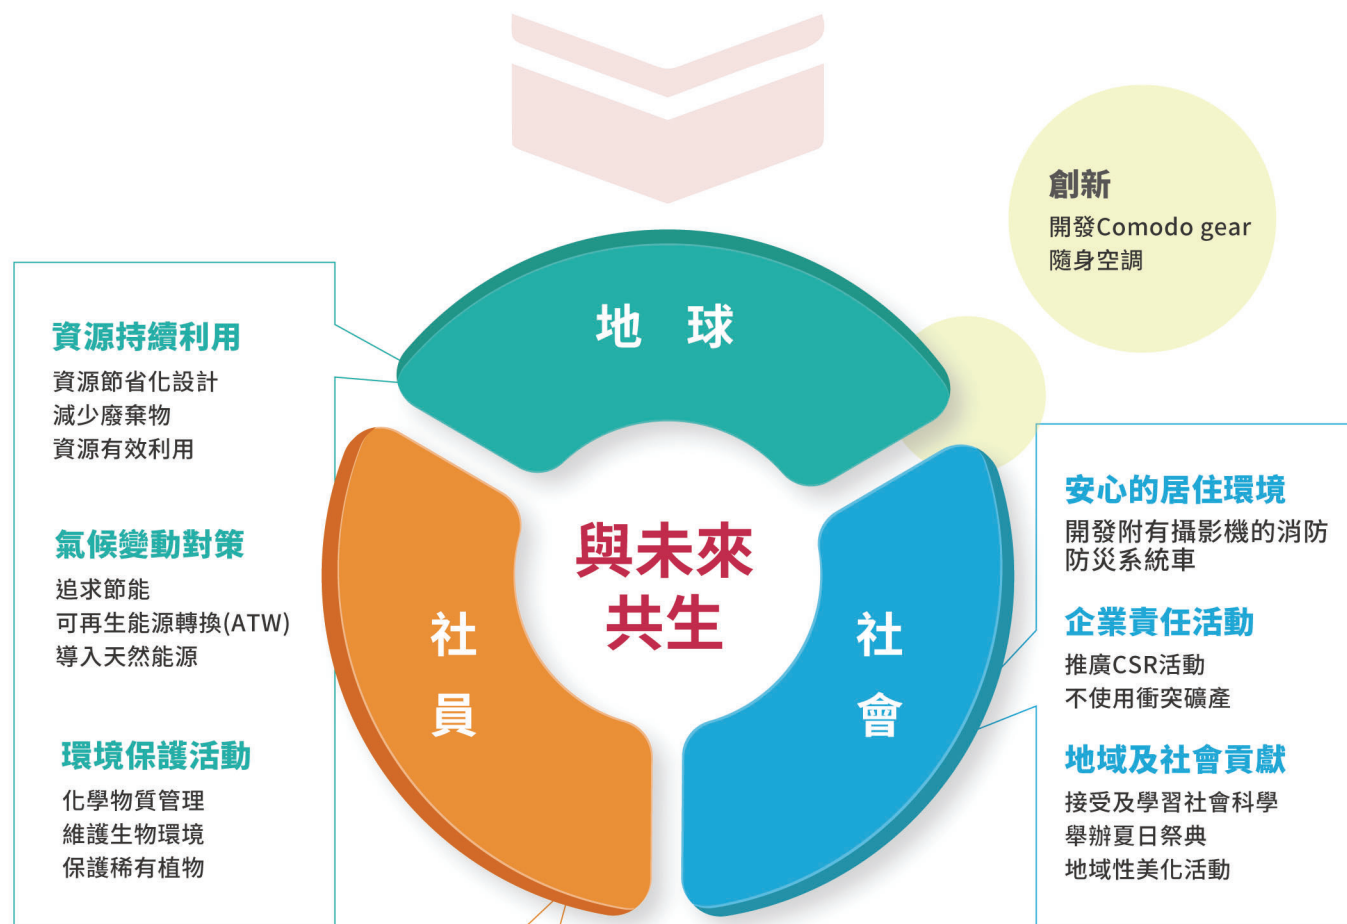 創新
開發Comodo gear
隨身空調
地球
資源持續利用
資源節省化設計
減少廢棄物
資源有效利用
氣候變動對策
追求節能
可再生能源轉換(ATW)
導入天然能源
環境保護活動
化學物質管理
維護生物環境
保護稀有植物
與未來
共生
社員
社會
安心的居住環境
開發附有攝影機的消防
防災系統車
企業責任活動
推廣CSR活動
不使用衝突礦產
地域及社會貢獻
接受及學習社會科學
舉辦夏日祭典
地域性美化活動